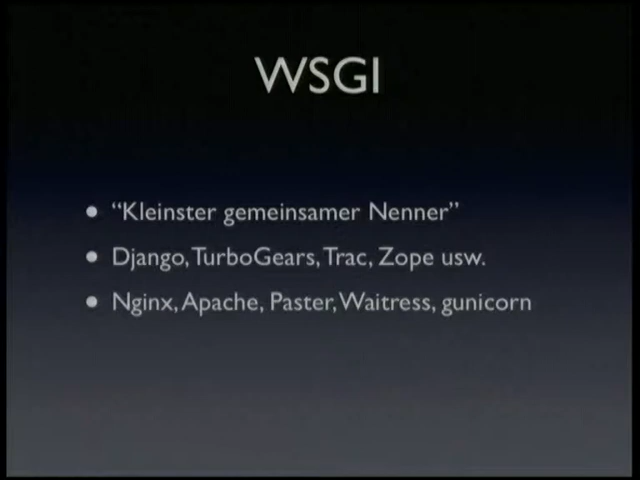 WSGI
• “Kleinster gemeinsamer Nenner”
• Django, TurboGears, Trac, Zope usw.
• Nginx, Apache, Paster, Waitress, gunicorn